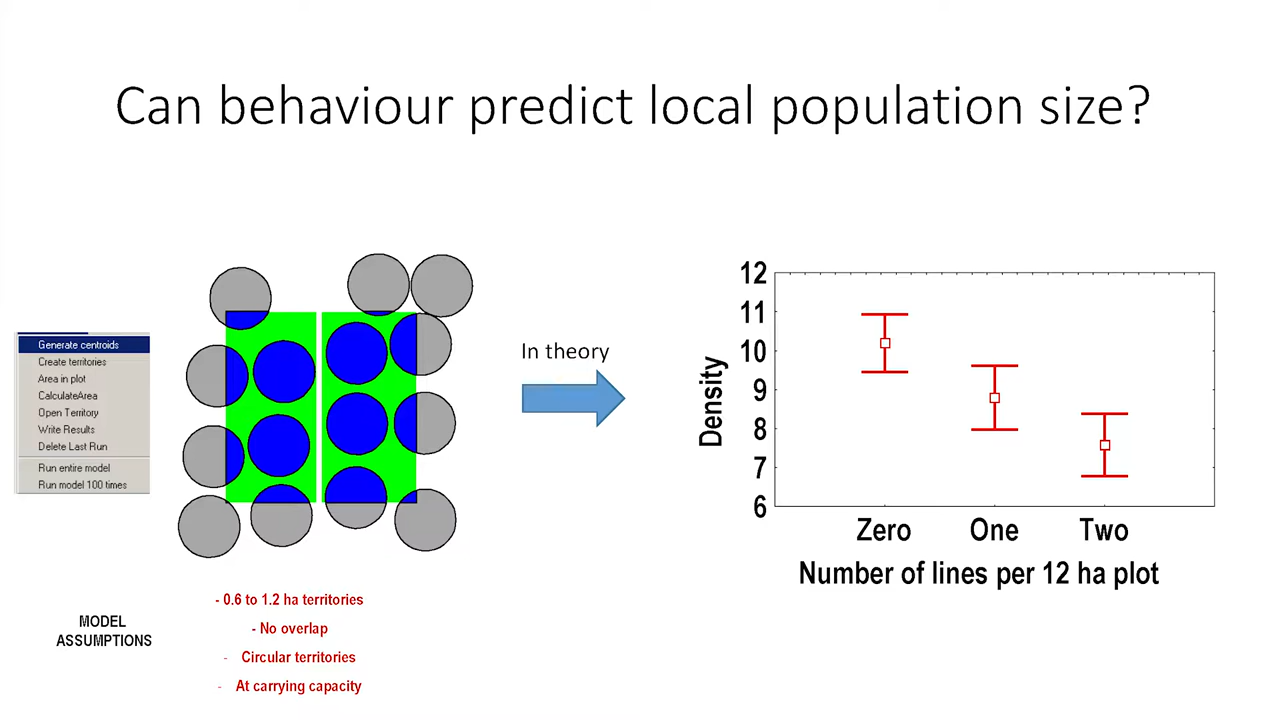 Can behaviour predict local population size?
Generate centroids
Create territories
Area in plot
CalculateArea
Open Territory
Write Results
Delete Last Run
Run entire model
Run model 100 times
MODEL
ASSUMPTIONS
- 0.6 to 1.2 ha territories
- No overlap
- Circular territories
- At carrying capacity
In theory
Density
12
11
10
9
8
7
6
Zero One Two
Number of lines per 12 ha plot